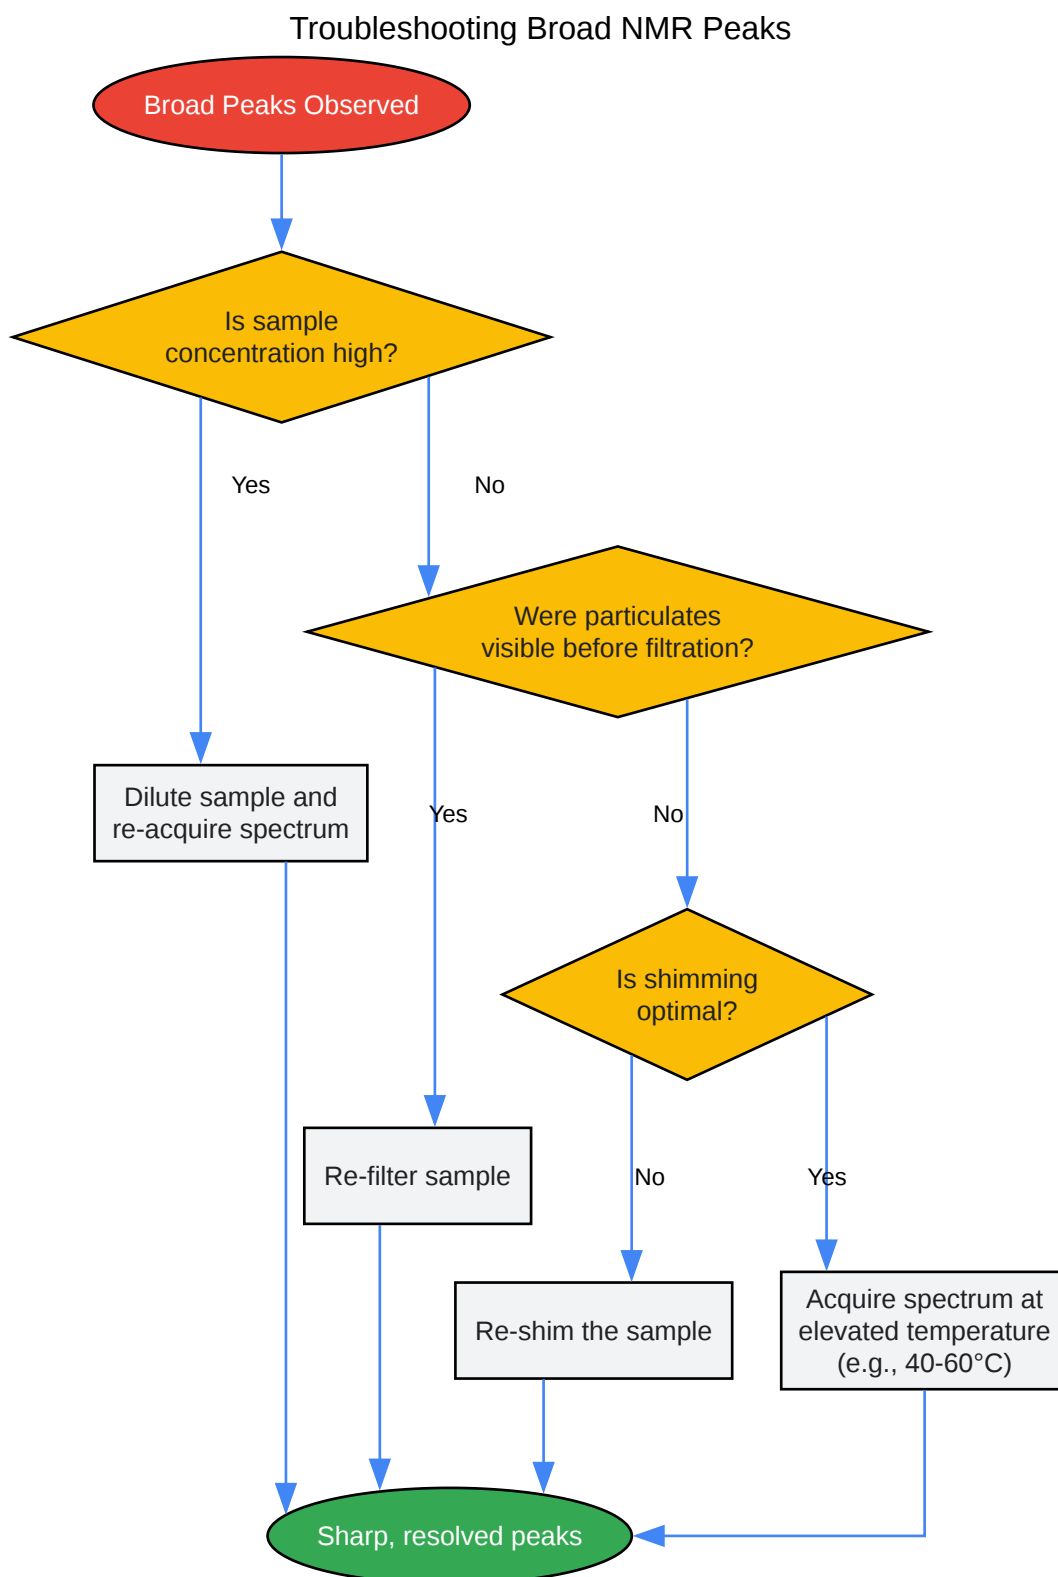 Troubleshooting Broad NMR Peaks
Broad Peaks Observed
Is sample
concentration high?
Yes
No
Were particulates
visible before filtration?
Dilute sample and
re-acquire spectrum
Yes
No
Is shimming
optimal?
Re-filter sample
No
Yes
Re-shim the sample
Acquire spectrum at
elevated temperature
(e.g., 40-60°C)
Sharp, resolved peaks